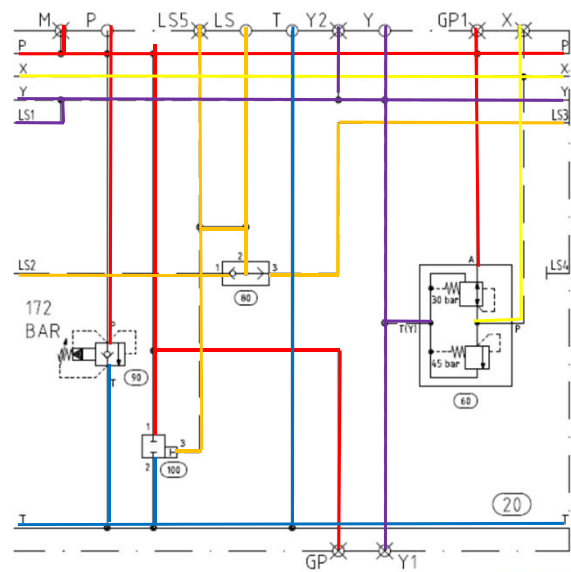 M P LS5 LS T Y2 Y GP1 X
P P
X X
Y Y
LS1 LS3
2
LS2 1 3 LS4
80
A
172
BAR
30 bar
P
T(Y) P
45 bar
T 90
60
1
3
2 100
20
T T
GP Y1